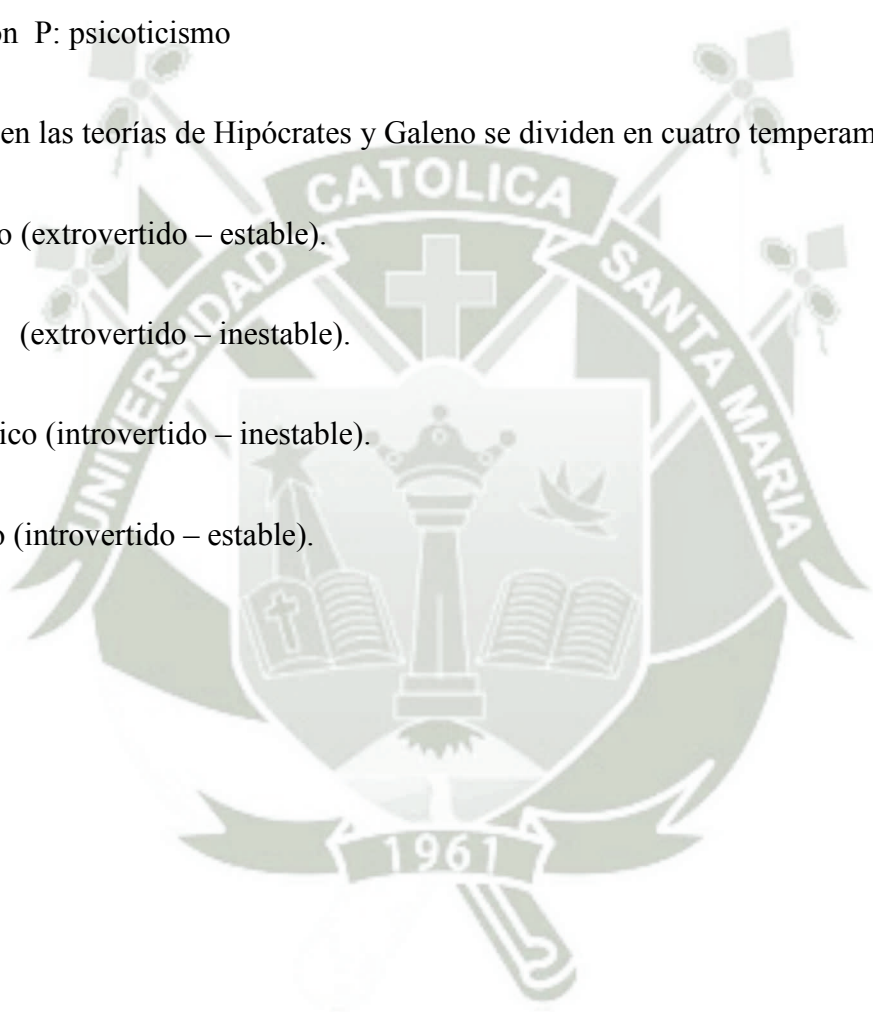 ón P: psicoticismo
en las teorías de Hipócrates y Galeno se dividen en cuatro temperam
o (extrovertido – estable).
(extrovertido – inestable).
ico (introvertido – inestable).
o (introvertido – estable).
UNIVERSIDAD CATOLICA SANTA MARIA
1961